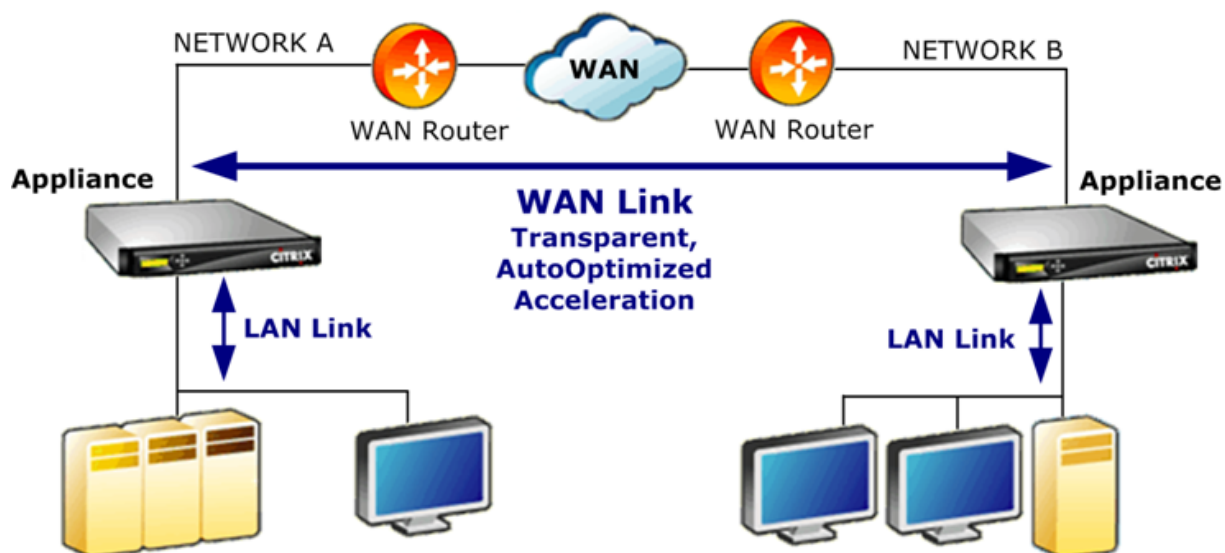 NETWORK A
WAN
NETWORK B
WAN Router
WAN Router
Appliance
Appliance
WAN Link
Transparent,
AutoOptimized
Acceleration
CITRIX
CITRIX
LAN Link
LAN Link